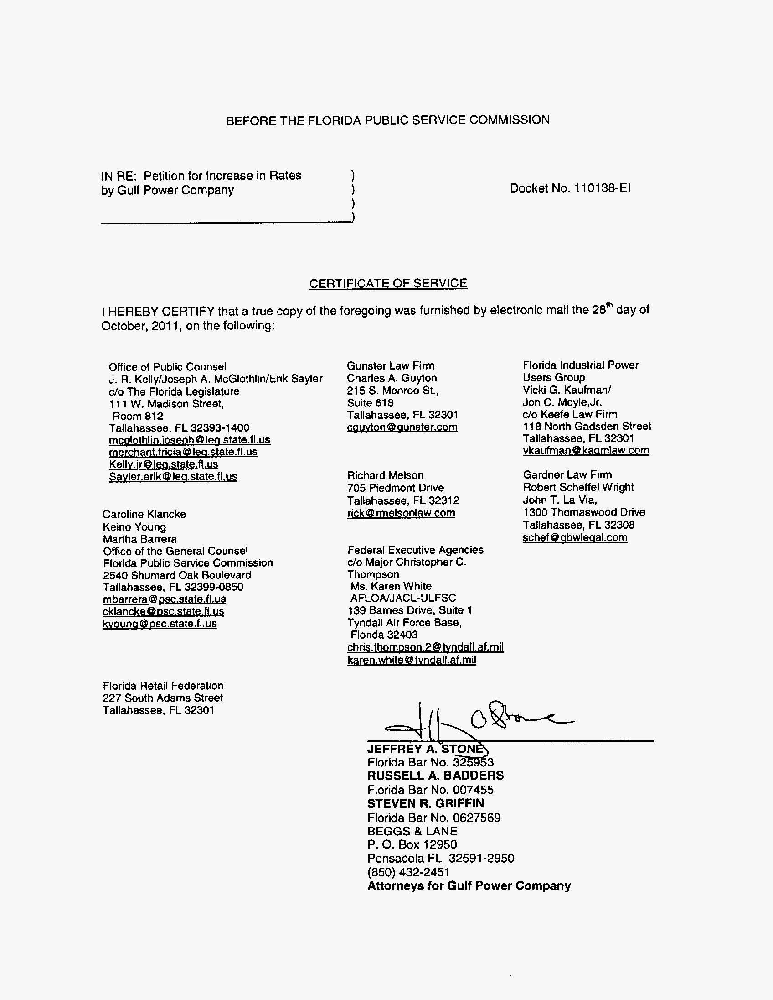 BEFORE THE FLORIDA PUBLIC SERVICE COMMISSION
IN RE: Petition for Increase in Rates )
by Gulf Power Company )
)
)
Docket No. 110138-EI
CERTIFICATE OF SERVICE
I HEREBY CERTIFY that a true copy of the foregoing was furnished by electronic mail the 28th day of
October, 2011, on the following:
Office of Public Counsel
J. R. Kelly/Joseph A. McGlothlin/Erik Sayler
c/o The Florida Legislature
111 W. Madison Street,
Room 812
Tallahassee, FL 32393-1400
mcglothlin.joseph@leg.state.fl.us
merchant.tricia@leg.state.fl.us
Kelly.jr@leg.state.fl.us
Sayler.erik@leg.state.fl.us
Caroline Klancke
Keino Young
Martha Barrera
Office of the General Counsel
Florida Public Service Commission
2540 Shumard Oak Boulevard
Tallahassee, FL 32399-0850
mbarrera@psc.state.fl.us
cklancke@psc.state.fl.us
kyoung@psc.state.fl.us
Florida Retail Federation
227 South Adams Street
Tallahassee, FL 32301
Gunster Law Firm
Charles A. Guyton
215 S. Monroe St.,
Suite 618
Tallahassee, FL 32301
cguyton@gunster.com
Richard Melson
705 Piedmont Drive
Tallahassee, FL 32312
rick@rmelsonlaw.com
Federal Executive Agencies
c/o Major Christopher C.
Thompson
Ms. Karen White
AFLOA/JACL-ULFSC
139 Barnes Drive, Suite 1
Tyndall Air Force Base,
Florida 32403
chris.thompson.2@tyndall.af.mil
karen.white@tyndall.af.mil
Florida Industrial Power
Users Group
Vicki G. Kaufman/
Jon C. Moyle,Jr.
c/o Keefe Law Firm
118 North Gadsden Street
Tallahassee, FL 32301
vkaufman@kagmlaw.com
Gardner Law Firm
Robert Scheffel Wright
John T. La Via,
1300 Thomaswood Drive
Tallahassee, FL 32308
schef@gbwlegal.com
JEFFREY A. STONE
Florida Bar No. 325953
RUSSELL A. BADDERS
Florida Bar No. 007455
STEVEN R. GRIFFIN
Florida Bar No. 0627569
BEGGS & LANE
P. O. Box 12950
Pensacola FL 32591-2950
(850) 432-2451
Attorneys for Gulf Power Company